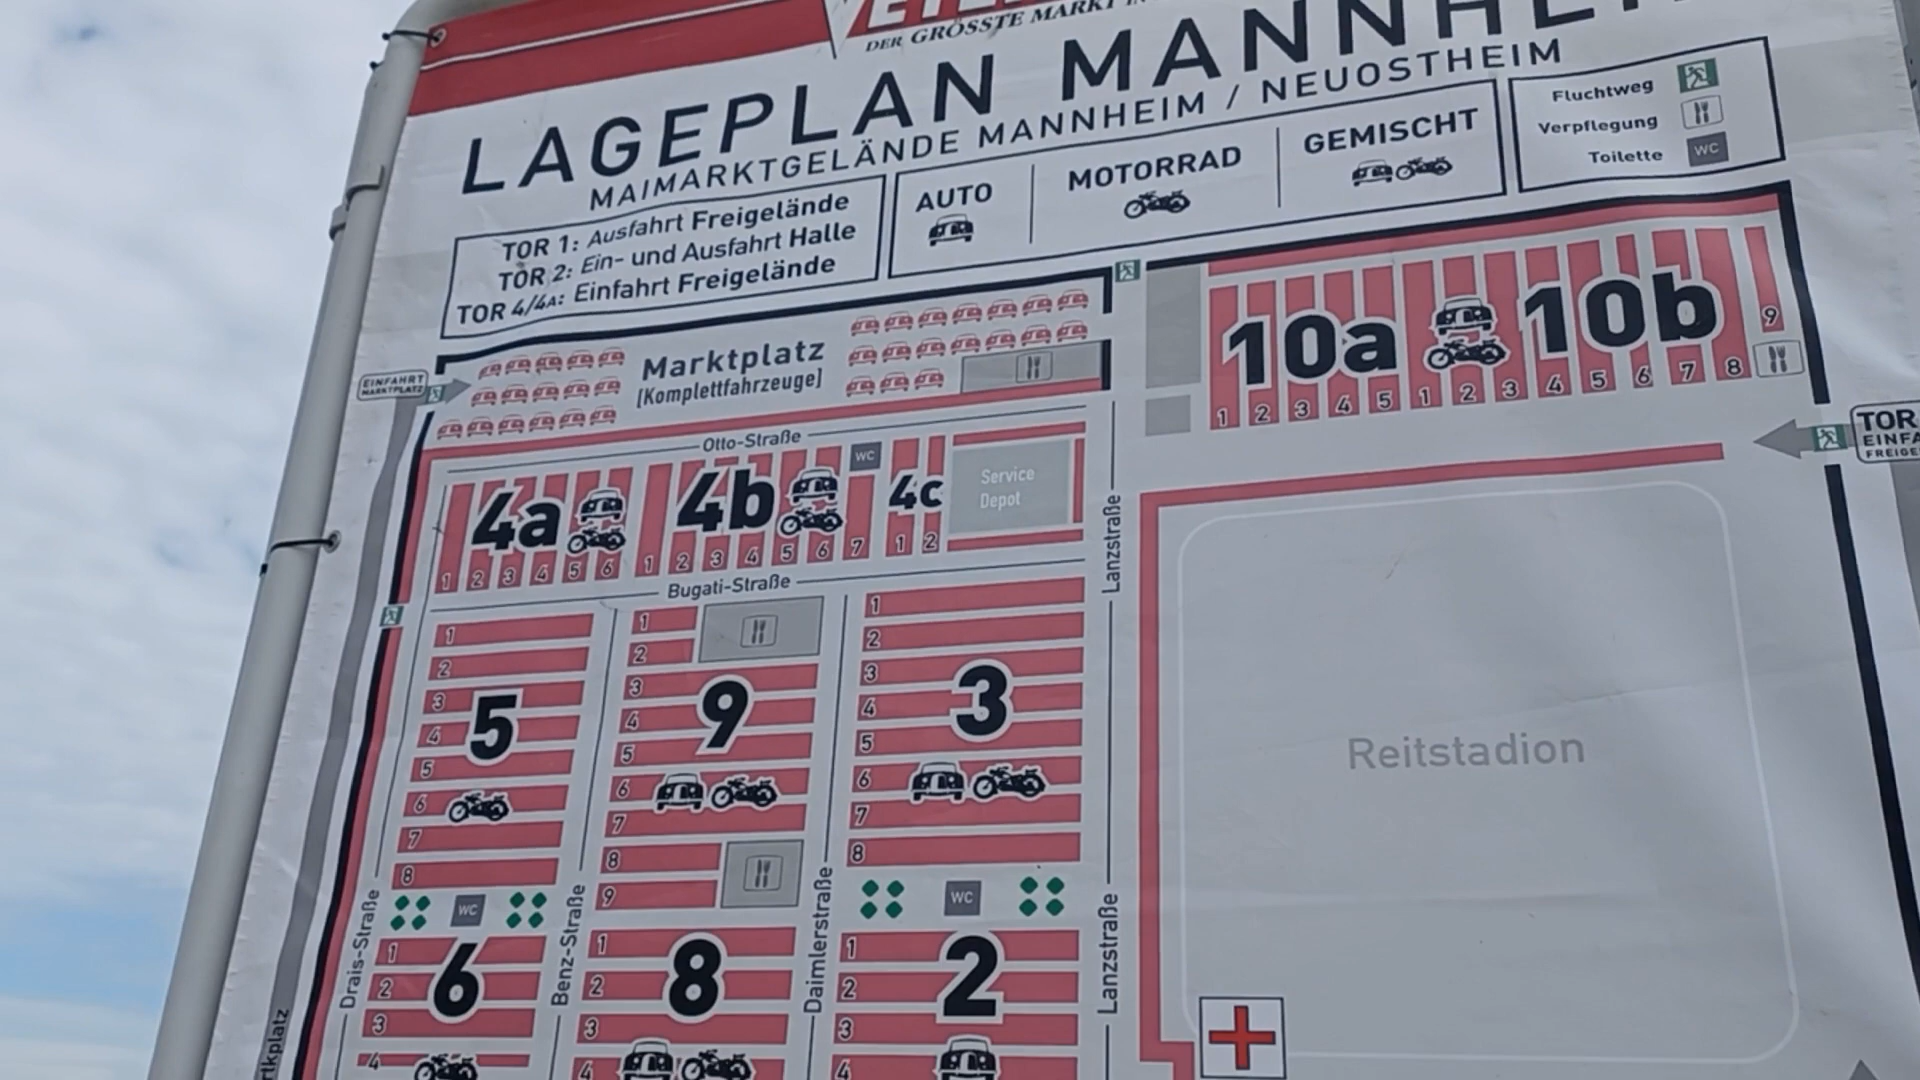 DER GRÖSSTE MARKT
LAGEPLAN
MAIMARKTGELÄNDE MANNHEIM / NEUOSTHEIM
TOR 1: Ausfahrt Freigelände
TOR 2: Ein- und Ausfahrt Halle
TOR 4/4A: Einfahrt Freigelände
AUTO
MOTORRAD
GEMISCHT
Fluchtweg
Verpflegung
Toilette WC
EINFAHRT
MARKTPLATZ
Marktplatz
[Komplettfahrzeuge]
10a 10b
1 2 3 4 5 1 2 3 4 5 6 7 8 9
TOR
Otto-Straße
WC
4a 4b 4c
Service
Depot
1 2 3 4 5 6 1 2 3 4 5 6 7 1 2
Bugati-Straße
Lanzstraße
5
1
2
3
4
5
6
7
8
9
1
2
3
4
5
6
7
8
9
3
1
2
3
4
5
6
7
8
Reitstadion
WC
WC
Drais-Straße
Benz-Straße
Daimlerstraße
Lanzstraße
6
1
2
3
4
8
1
2
3
4
2
1
2
3
4